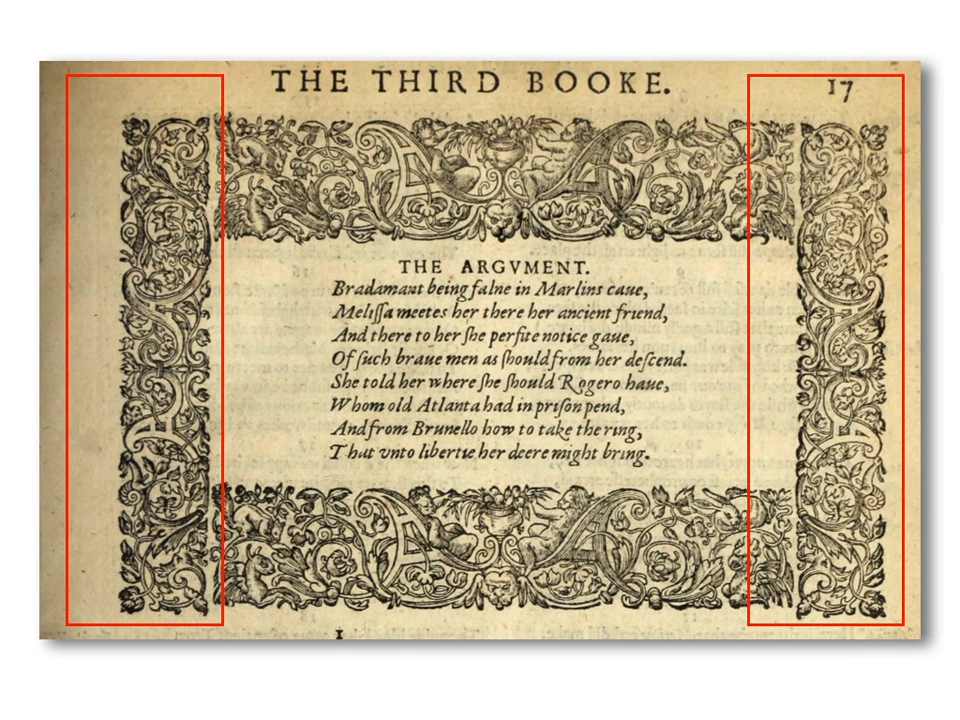 THE THIRD BOOKE.
17
THE ARGVMENT.
Bradamant being falne in Marlins caue,
Melıſſa meetes her there her ancient friend,
And there to her ſhe perfite notice gaue,
Of ſuch braue men as ſhould from her deſcend.
She told her where ſhe ſhould Rogero haue,
Whom old Atlanta had in priſon pend,
And from Brunello how to take the ring,
That vnto libertie her deere might bring.
1